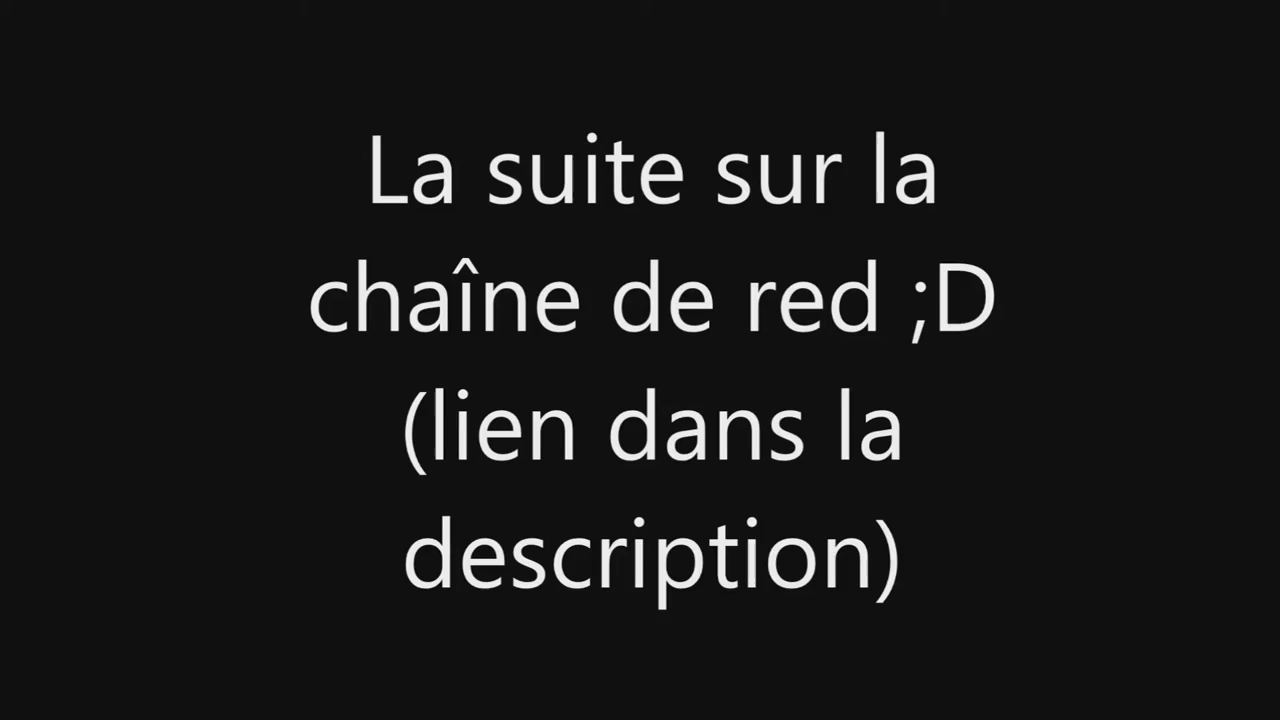 La suite sur la
chaîne de red ;D
(lien dans la
description)